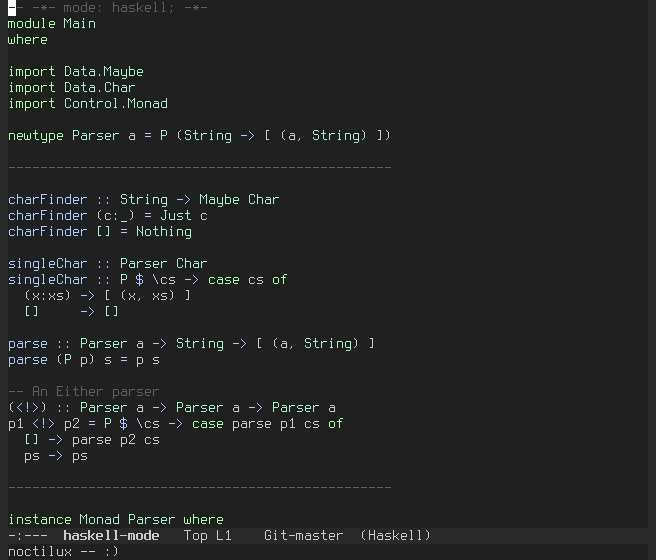 -- -*- mode: haskell; -*-
module Main
where

import Data.Maybe
import Data.Char
import Control.Monad

newtype Parser a = P (String -> [ (a, String) ])

------------------------------------------------

charFinder :: String -> Maybe Char
charFinder (c:_) = Just c
charFinder [] = Nothing

singleChar :: Parser Char
singleChar :: P $ \cs -> case cs of
  (x:xs) -> [ (x, xs) ]
  []     -> []

parse :: Parser a -> String -> [ (a, String) ]
parse (P p) s = p s

-- An Either parser
(<!>) :: Parser a -> Parser a -> Parser a
p1 <!> p2 = P $ \cs -> case parse p1 cs of
  [] -> parse p2 cs
  ps -> ps

------------------------------------------------

instance Monad Parser where
-:---  haskell-mode   Top L1    Git-master  (Haskell)
noctilux -- :)